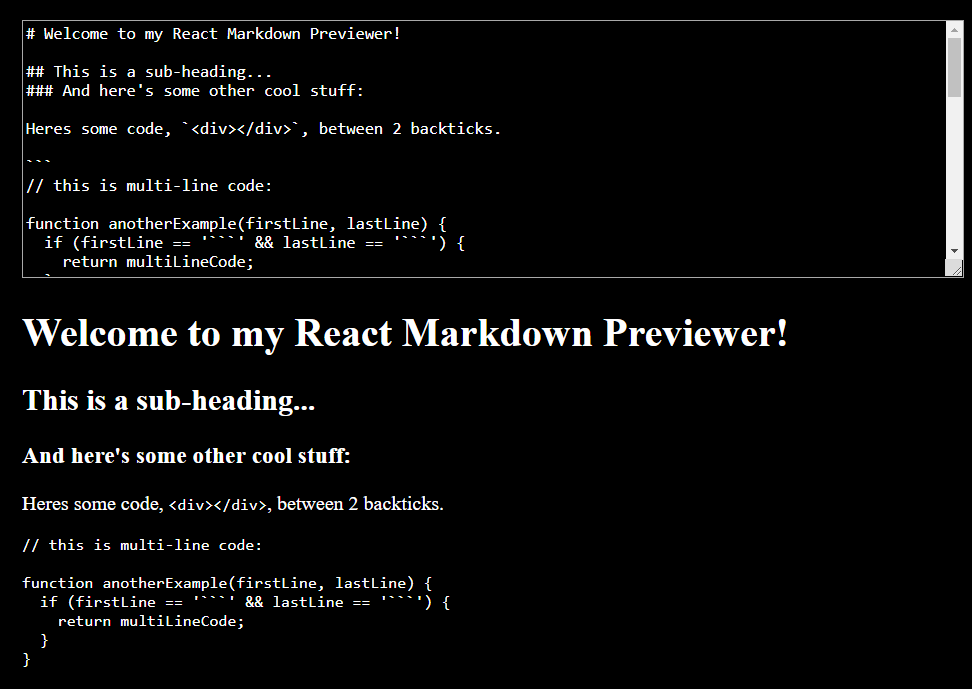 # Welcome to my React Markdown Previewer!
## This is a sub-heading...
### And here's some other cool stuff:
Heres some code, `<div></div>`, between 2 backticks.
```
// this is multi-line code:
function anotherExample(firstLine, lastLine) {
  if (firstLine == '```' && lastLine == '```') {
    return multiLineCode;
Welcome to my React Markdown Previewer!
This is a sub-heading...
And here's some other cool stuff:
Heres some code, <div></div>, between 2 backticks.
// this is multi-line code:
function anotherExample(firstLine, lastLine) {
  if (firstLine == '```' && lastLine == '```') {
    return multiLineCode;
  }
}